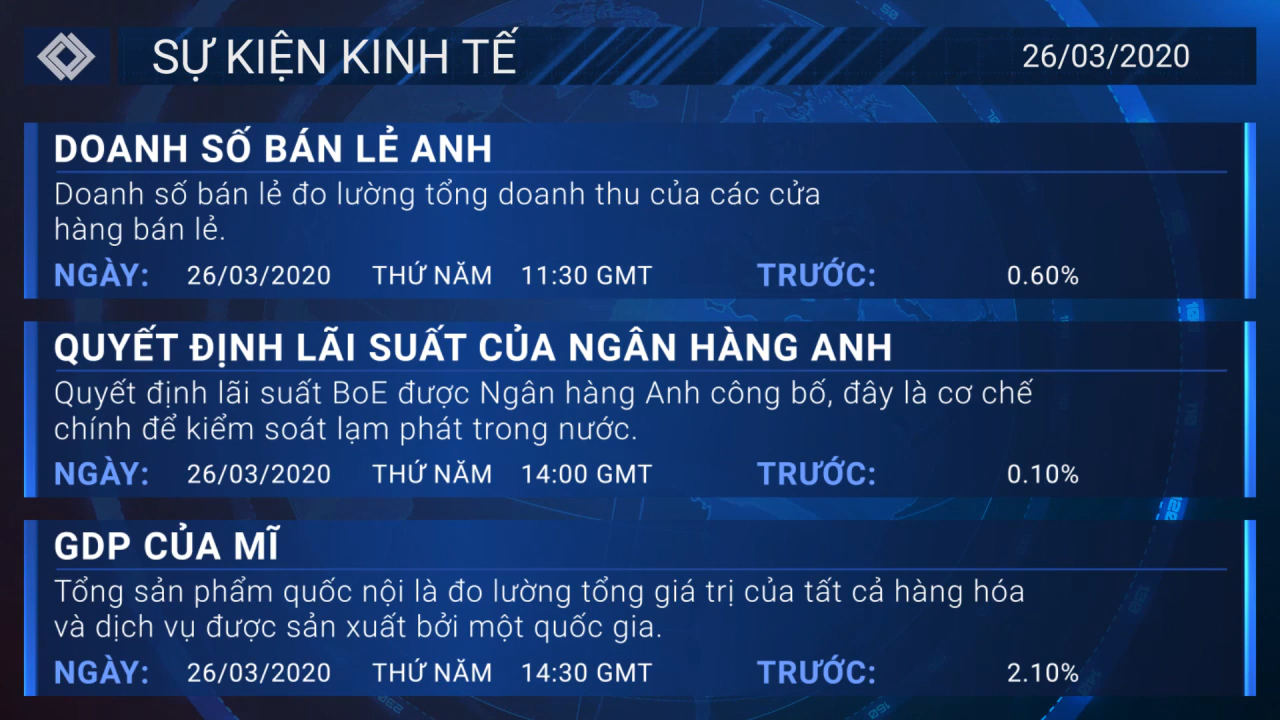 SỰ KIỆN KINH TẾ
26/03/2020
DOANH SỐ BÁN LẺ ANH
Doanh số bán lẻ đo lường tổng doanh thu của các cửa
hàng bán lẻ.
NGÀY: 26/03/2020 THỨ NĂM 11:30 GMT TRƯỚC: 0.60%
QUYẾT ĐỊNH LÃI SUẤT CỦA NGÂN HÀNG ANH
Quyết định lãi suất BoE được Ngân hàng Anh công bố, đây là cơ chế
chính để kiểm soát lạm phát trong nước.
NGÀY: 26/03/2020 THỨ NĂM 14:00 GMT TRƯỚC: 0.10%
GDP CỦA MĨ
Tổng sản phẩm quốc nội là đo lường tổng giá trị của tất cả hàng hóa
và dịch vụ được sản xuất bởi một quốc gia.
NGÀY: 26/03/2020 THỨ NĂM 14:30 GMT TRƯỚC: 2.10%